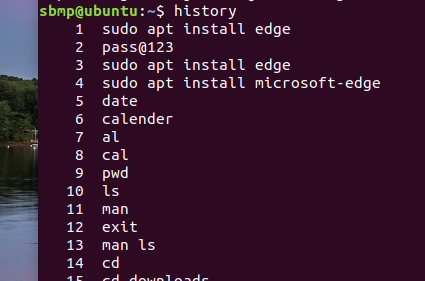 sbmp@ubuntu:~$ history
1 sudo apt install edge
2 pass@123
3 sudo apt install edge
4 sudo apt install microsoft-edge
5 date
6 calender
7 al
8 cal
9 pwd
10 ls
11 man
12 exit
13 man ls
14 cd
15 cd downloads